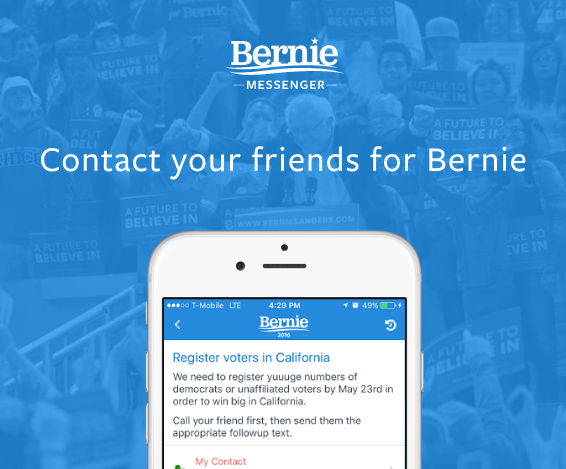 Bernie
MESSENGER
A FUTURE TO
BELIEVE IN
A FUTURE TO
BELIEVE IN
Contact your friends for Bernie
A FUTURE TO
BELIEVE IN
WWW.BERNIESANDERS.COM
A FUTURE TO
BELIEVE IN
T-Mobile LTE 4:29 PM 49%
Bernie
2016
Register voters in California
We need to register yuuuge numbers of
democrats or unaffiliated voters by May 23rd in
order to win big in California.
Call your friend first, then send them the
appropriate followup text.
My Contact